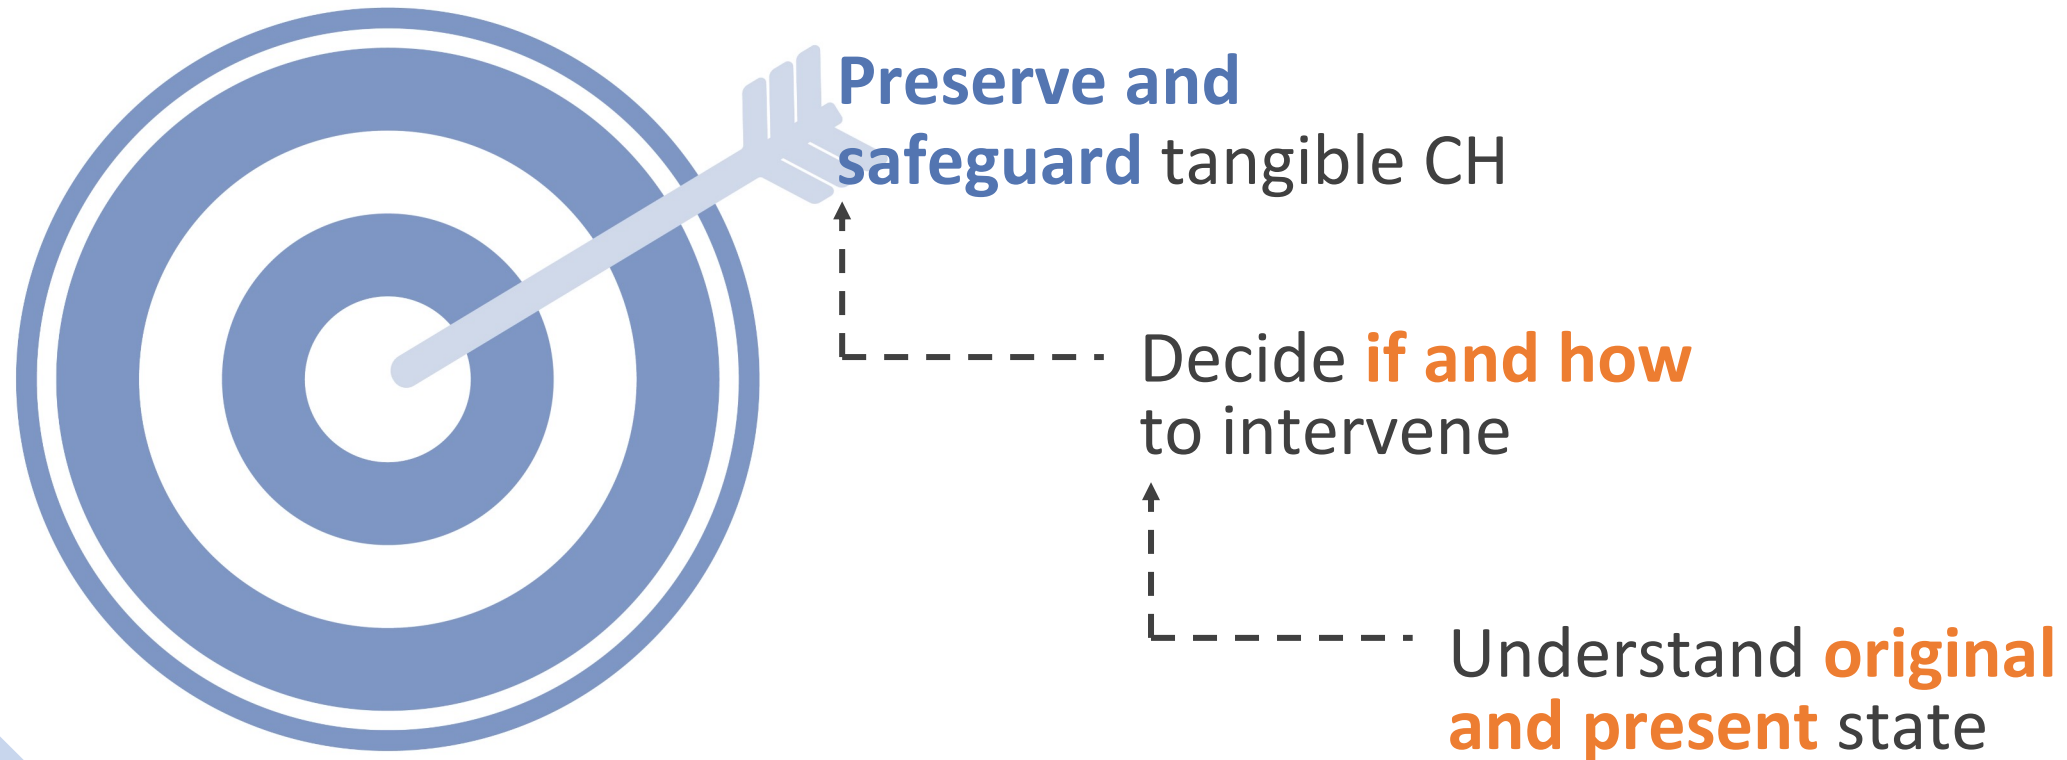 Preserve and
safeguard tangible CH
Decide if and how
to intervene
Understand original
and present state